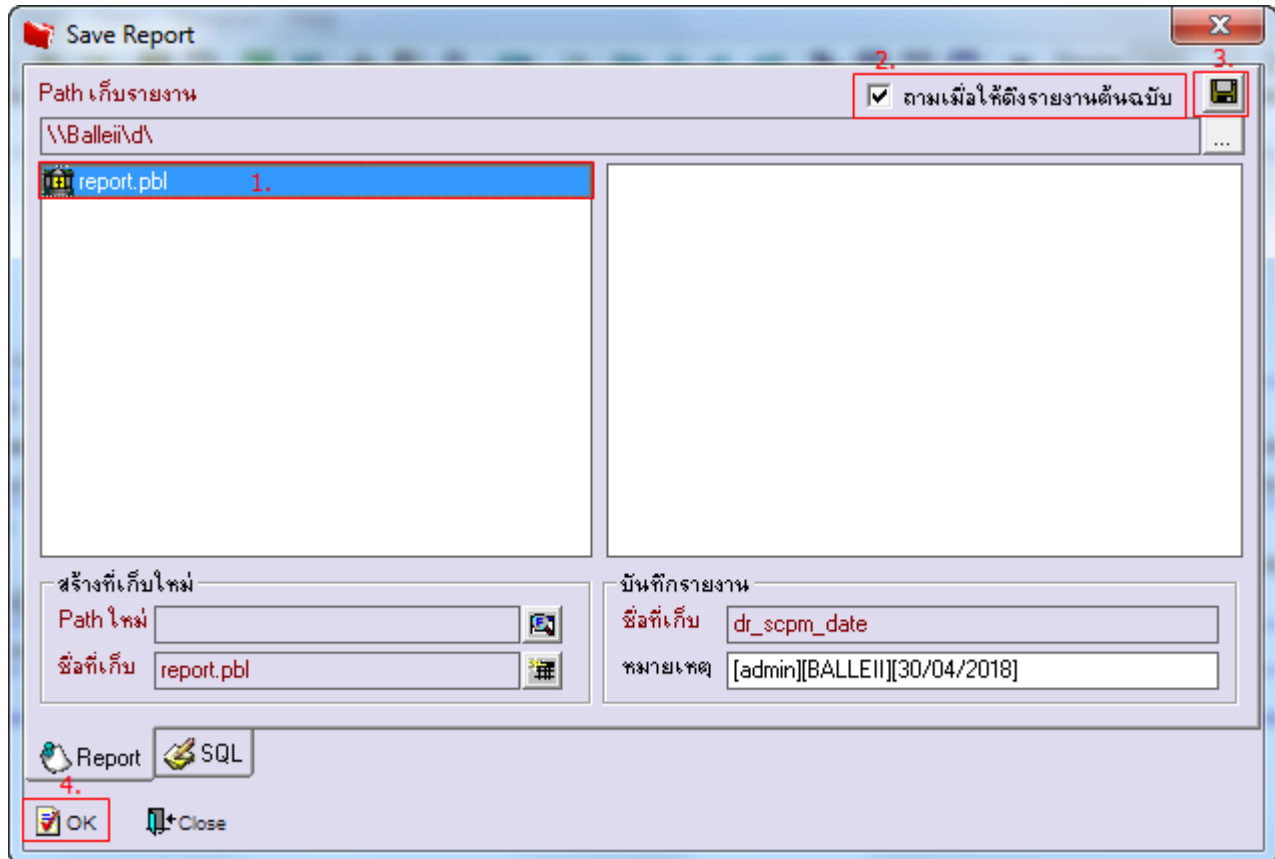 Save Report
2.
3.
Path เก็บรายงาน
ถามเมื่อให้ดึงรายงานต้นฉบับ
\\Balleii\d\
...
report.pbl
1.
สร้างที่เก็บใหม่
Path ใหม่
ชื่อที่เก็บ report.pbl
บันทึกรายงาน
ชื่อที่เก็บ dr_scpm_date
หมายเหตุ [admin][BALLEII][30/04/2018]
Report
SQL
4.
OK
Close